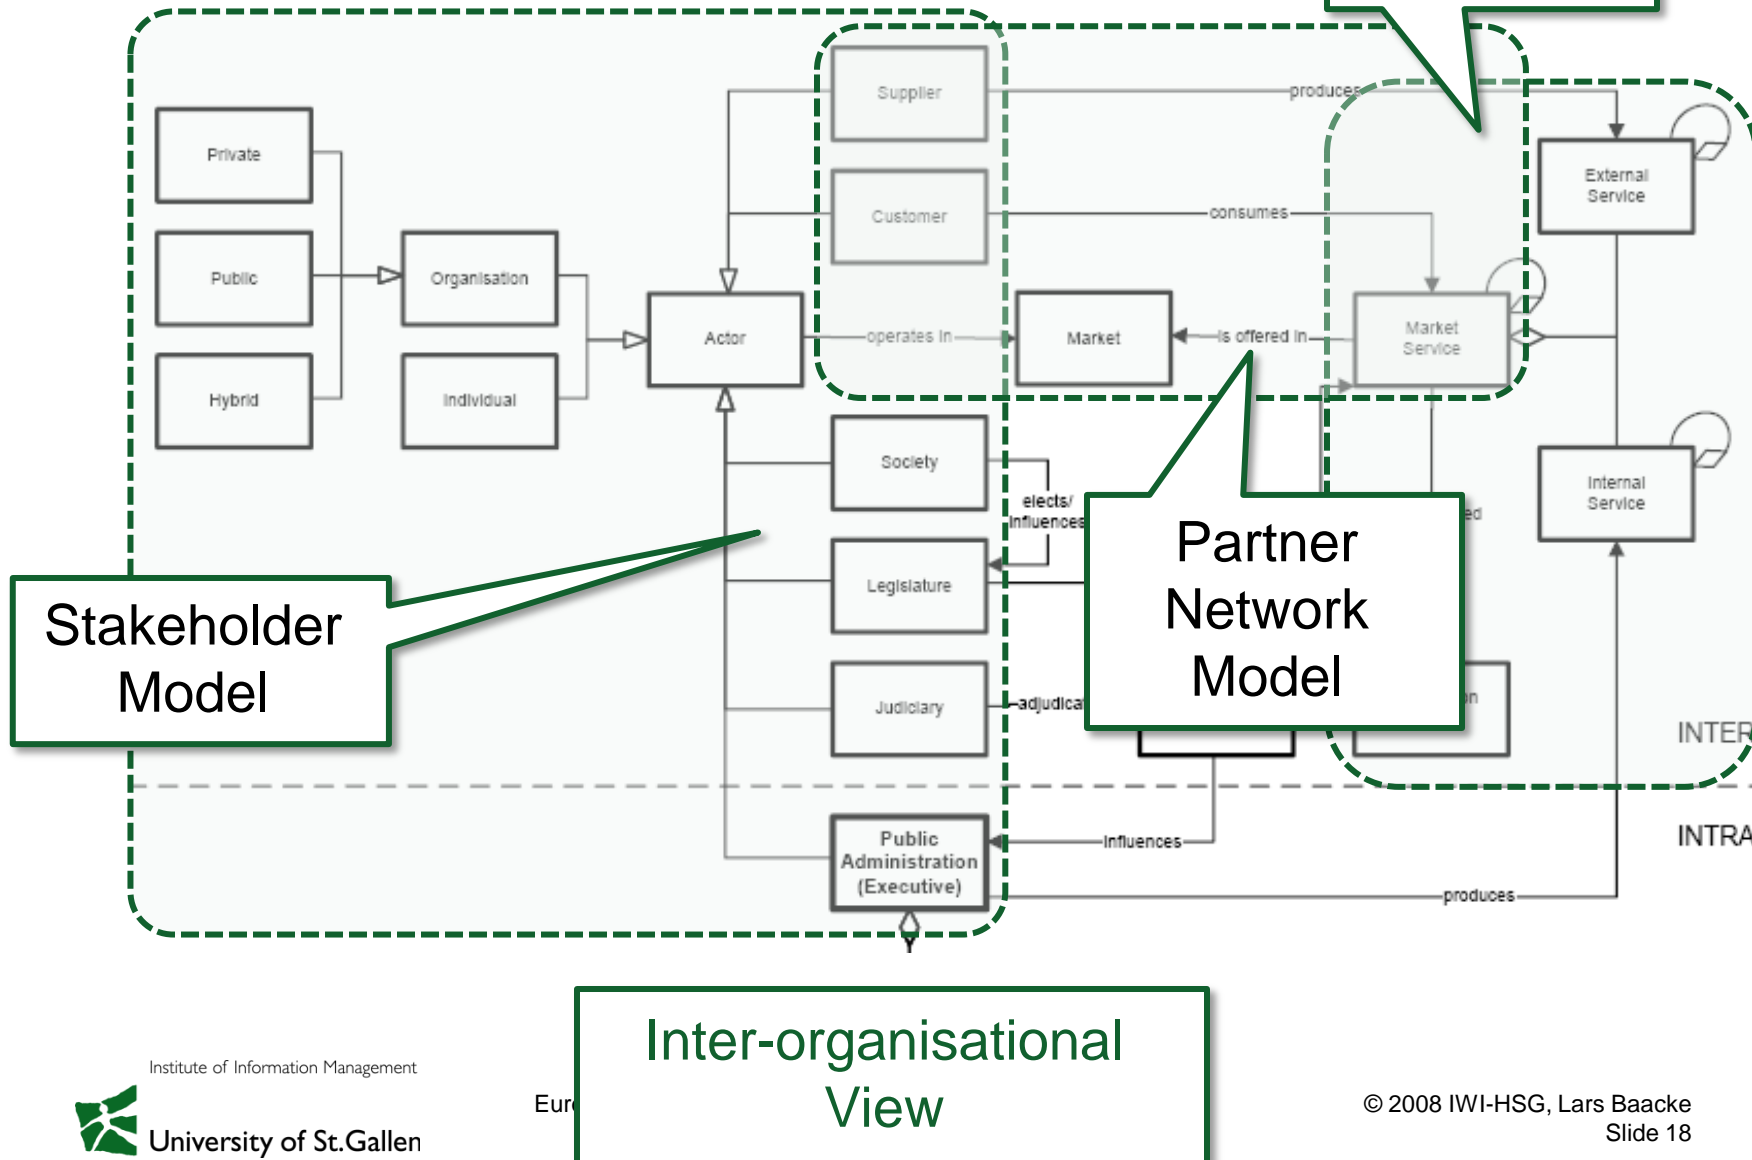 Supplier
produces
Private
External
Service
Customer
consumes
Public
Organisation
Actor
operates in
Market
is offered in
Market
Service
Hybrid
Individual
Society
elects/
influences
Internal
Service
Legislature
Partner
Network
Model
Stakeholder
Model
Judiciary
INTER
Public
Administration
(Executive)
influences
INTRA
produces
Inter-organisational
View
Institute of Information Management
University of St.Gallen
© 2008 IWI-HSG, Lars Baacke
Slide 18